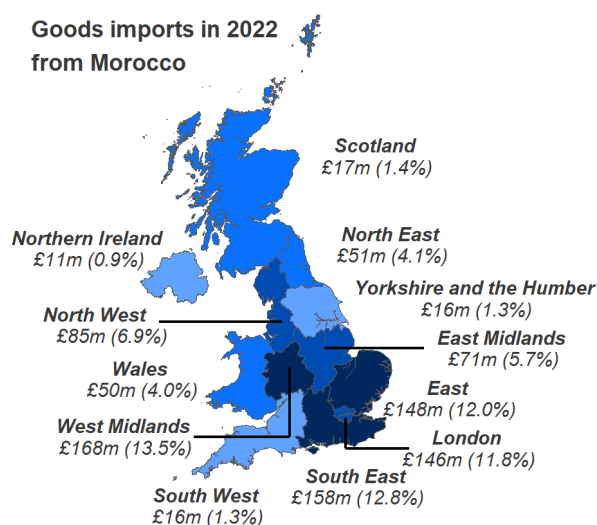 Goods imports in 2022
from Morocco
Scotland
£17m (1.4%)
Northern Ireland
£11m (0.9%)
North East
£51m (4.1%)
Yorkshire and the Humber
£16m (1.3%)
North West
£85m (6.9%)
East Midlands
£71m (5.7%)
Wales
£50m (4.0%)
East
£148m (12.0%)
West Midlands
£168m (13.5%)
London
£146m (11.8%)
South East
£158m (12.8%)
South West
£16m (1.3%)